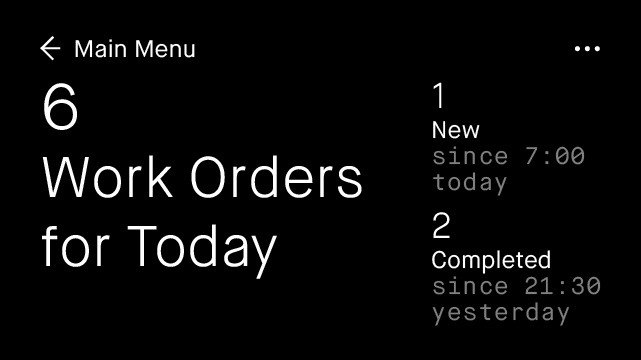 Main Menu
6
Work Orders
for Today
1
New
since 7:00
today
2
Completed
since 21:30
yesterday